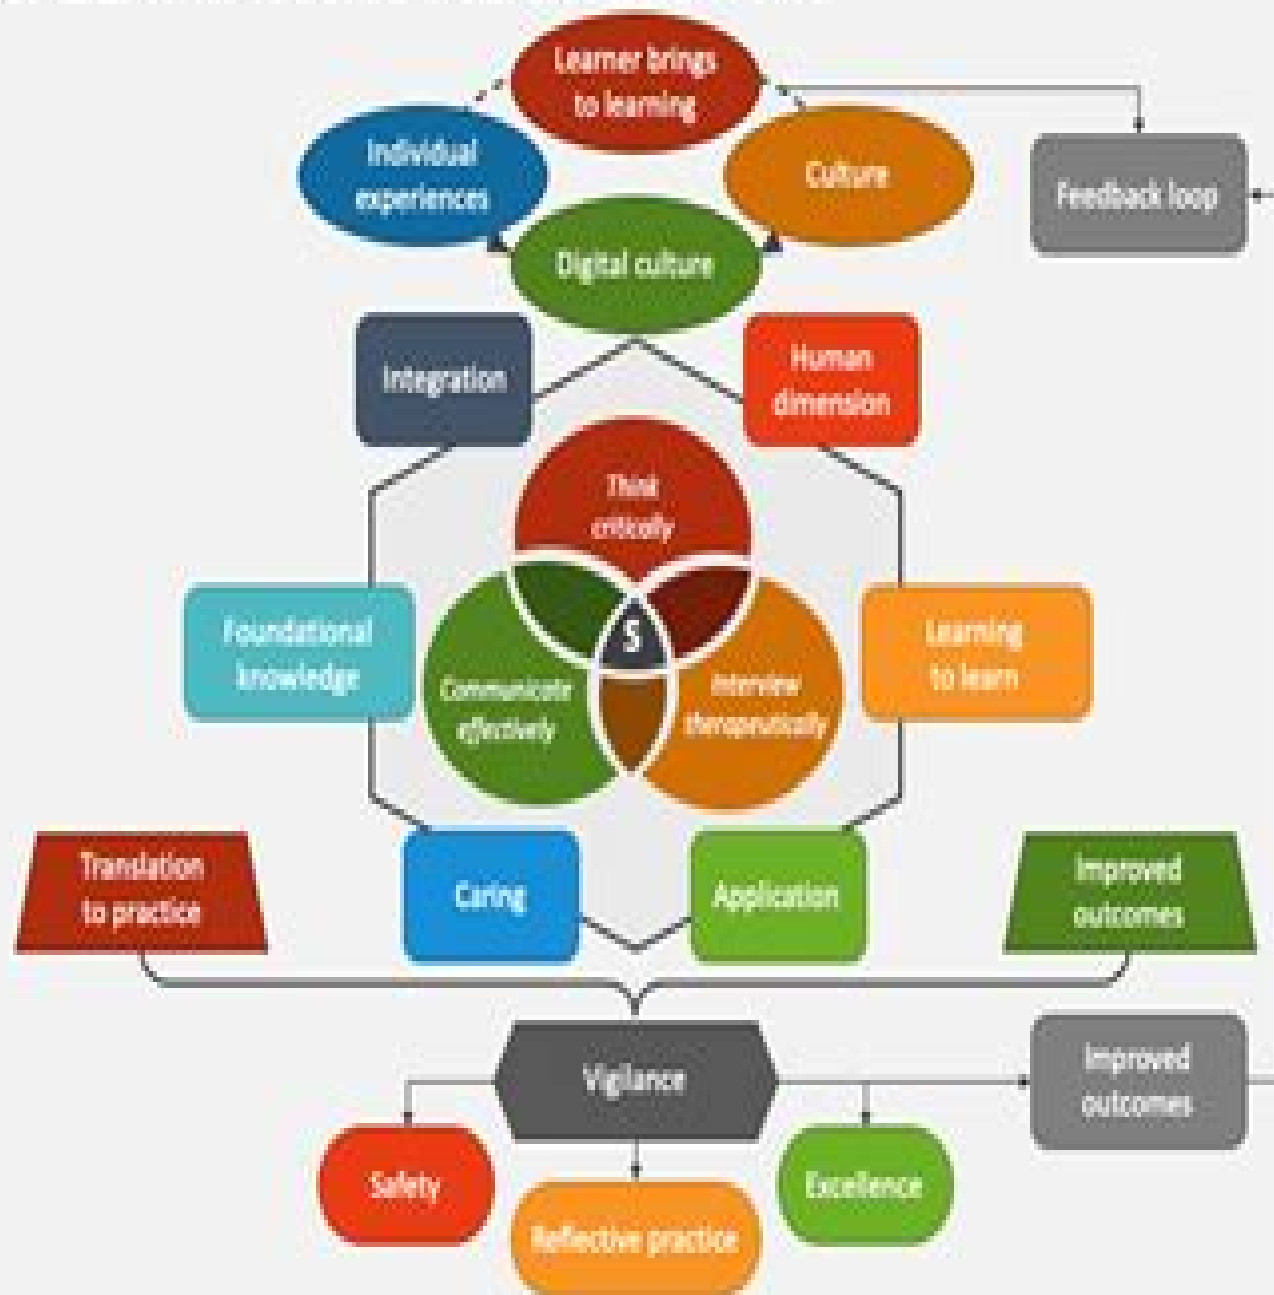 Learner brings
to learning
Individual
experiences
Culture
Feedback loop
Digital culture
Integration
Human
dimension
Think
critically
Foundational
knowledge
S
Learning
to learn
Communicate
effectively
Interview
therapeutically
Translation
to practice
Caring
Application
Improved
outcomes
Vigilance
Improved
outcomes
Safety
Reflective practice
Excellence